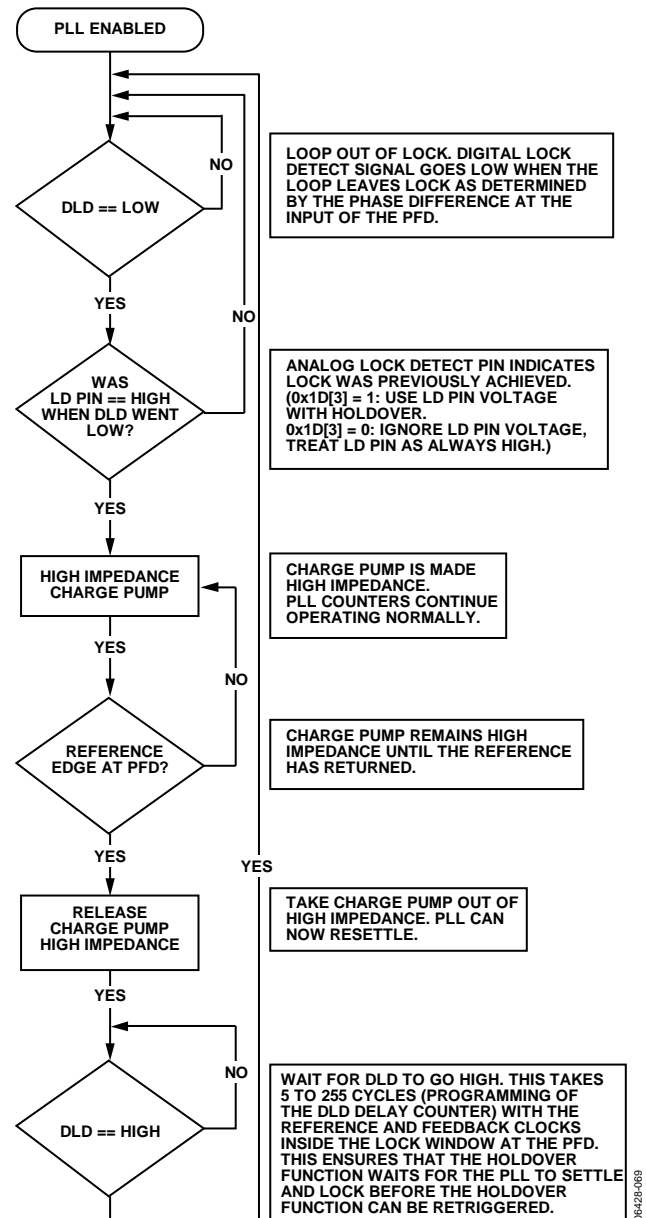 PLL ENABLED
NO
LOOP OUT OF LOCK. DIGITAL LOCK
DETECT SIGNAL GOES LOW WHEN THE
LOOP LEAVES LOCK AS DETERMINED
BY THE PHASE DIFFERENCE AT THE
INPUT OF THE PFD.
DLD == LOW
YES
NO
WAS
LD PIN == HIGH
WHEN DLD WENT
LOW?
ANALOG LOCK DETECT PIN INDICATES
LOCK WAS PREVIOUSLY ACHIEVED.
(0x1D[3] = 1: USE LD PIN VOLTAGE
WITH HOLDOVER.
0x1D[3] = 0: IGNORE LD PIN VOLTAGE,
TREAT LD PIN AS ALWAYS HIGH.)
YES
HIGH IMPEDANCE
CHARGE PUMP
CHARGE PUMP IS MADE
HIGH IMPEDANCE.
PLL COUNTERS CONTINUE
OPERATING NORMALLY.
YES
NO
REFERENCE
EDGE AT PFD?
CHARGE PUMP REMAINS HIGH
IMPEDANCE UNTIL THE REFERENCE
HAS RETURNED.
YES
YES
RELEASE
CHARGE PUMP
HIGH IMPEDANCE
TAKE CHARGE PUMP OUT OF
HIGH IMPEDANCE. PLL CAN
NOW RESETTLE.
YES
NO
DLD == HIGH
WAIT FOR DLD TO GO HIGH. THIS TAKES
5 TO 255 CYCLES (PROGRAMMING OF
THE DLD DELAY COUNTER) WITH THE
REFERENCE AND FEEDBACK CLOCKS
INSIDE THE LOCK WINDOW AT THE PFD.
THIS ENSURES THAT THE HOLDOVER
FUNCTION WAITS FOR THE PLL TO SETTLE
AND LOCK BEFORE THE HOLDOVER
FUNCTION CAN BE RETRIGGERED.
06428-069